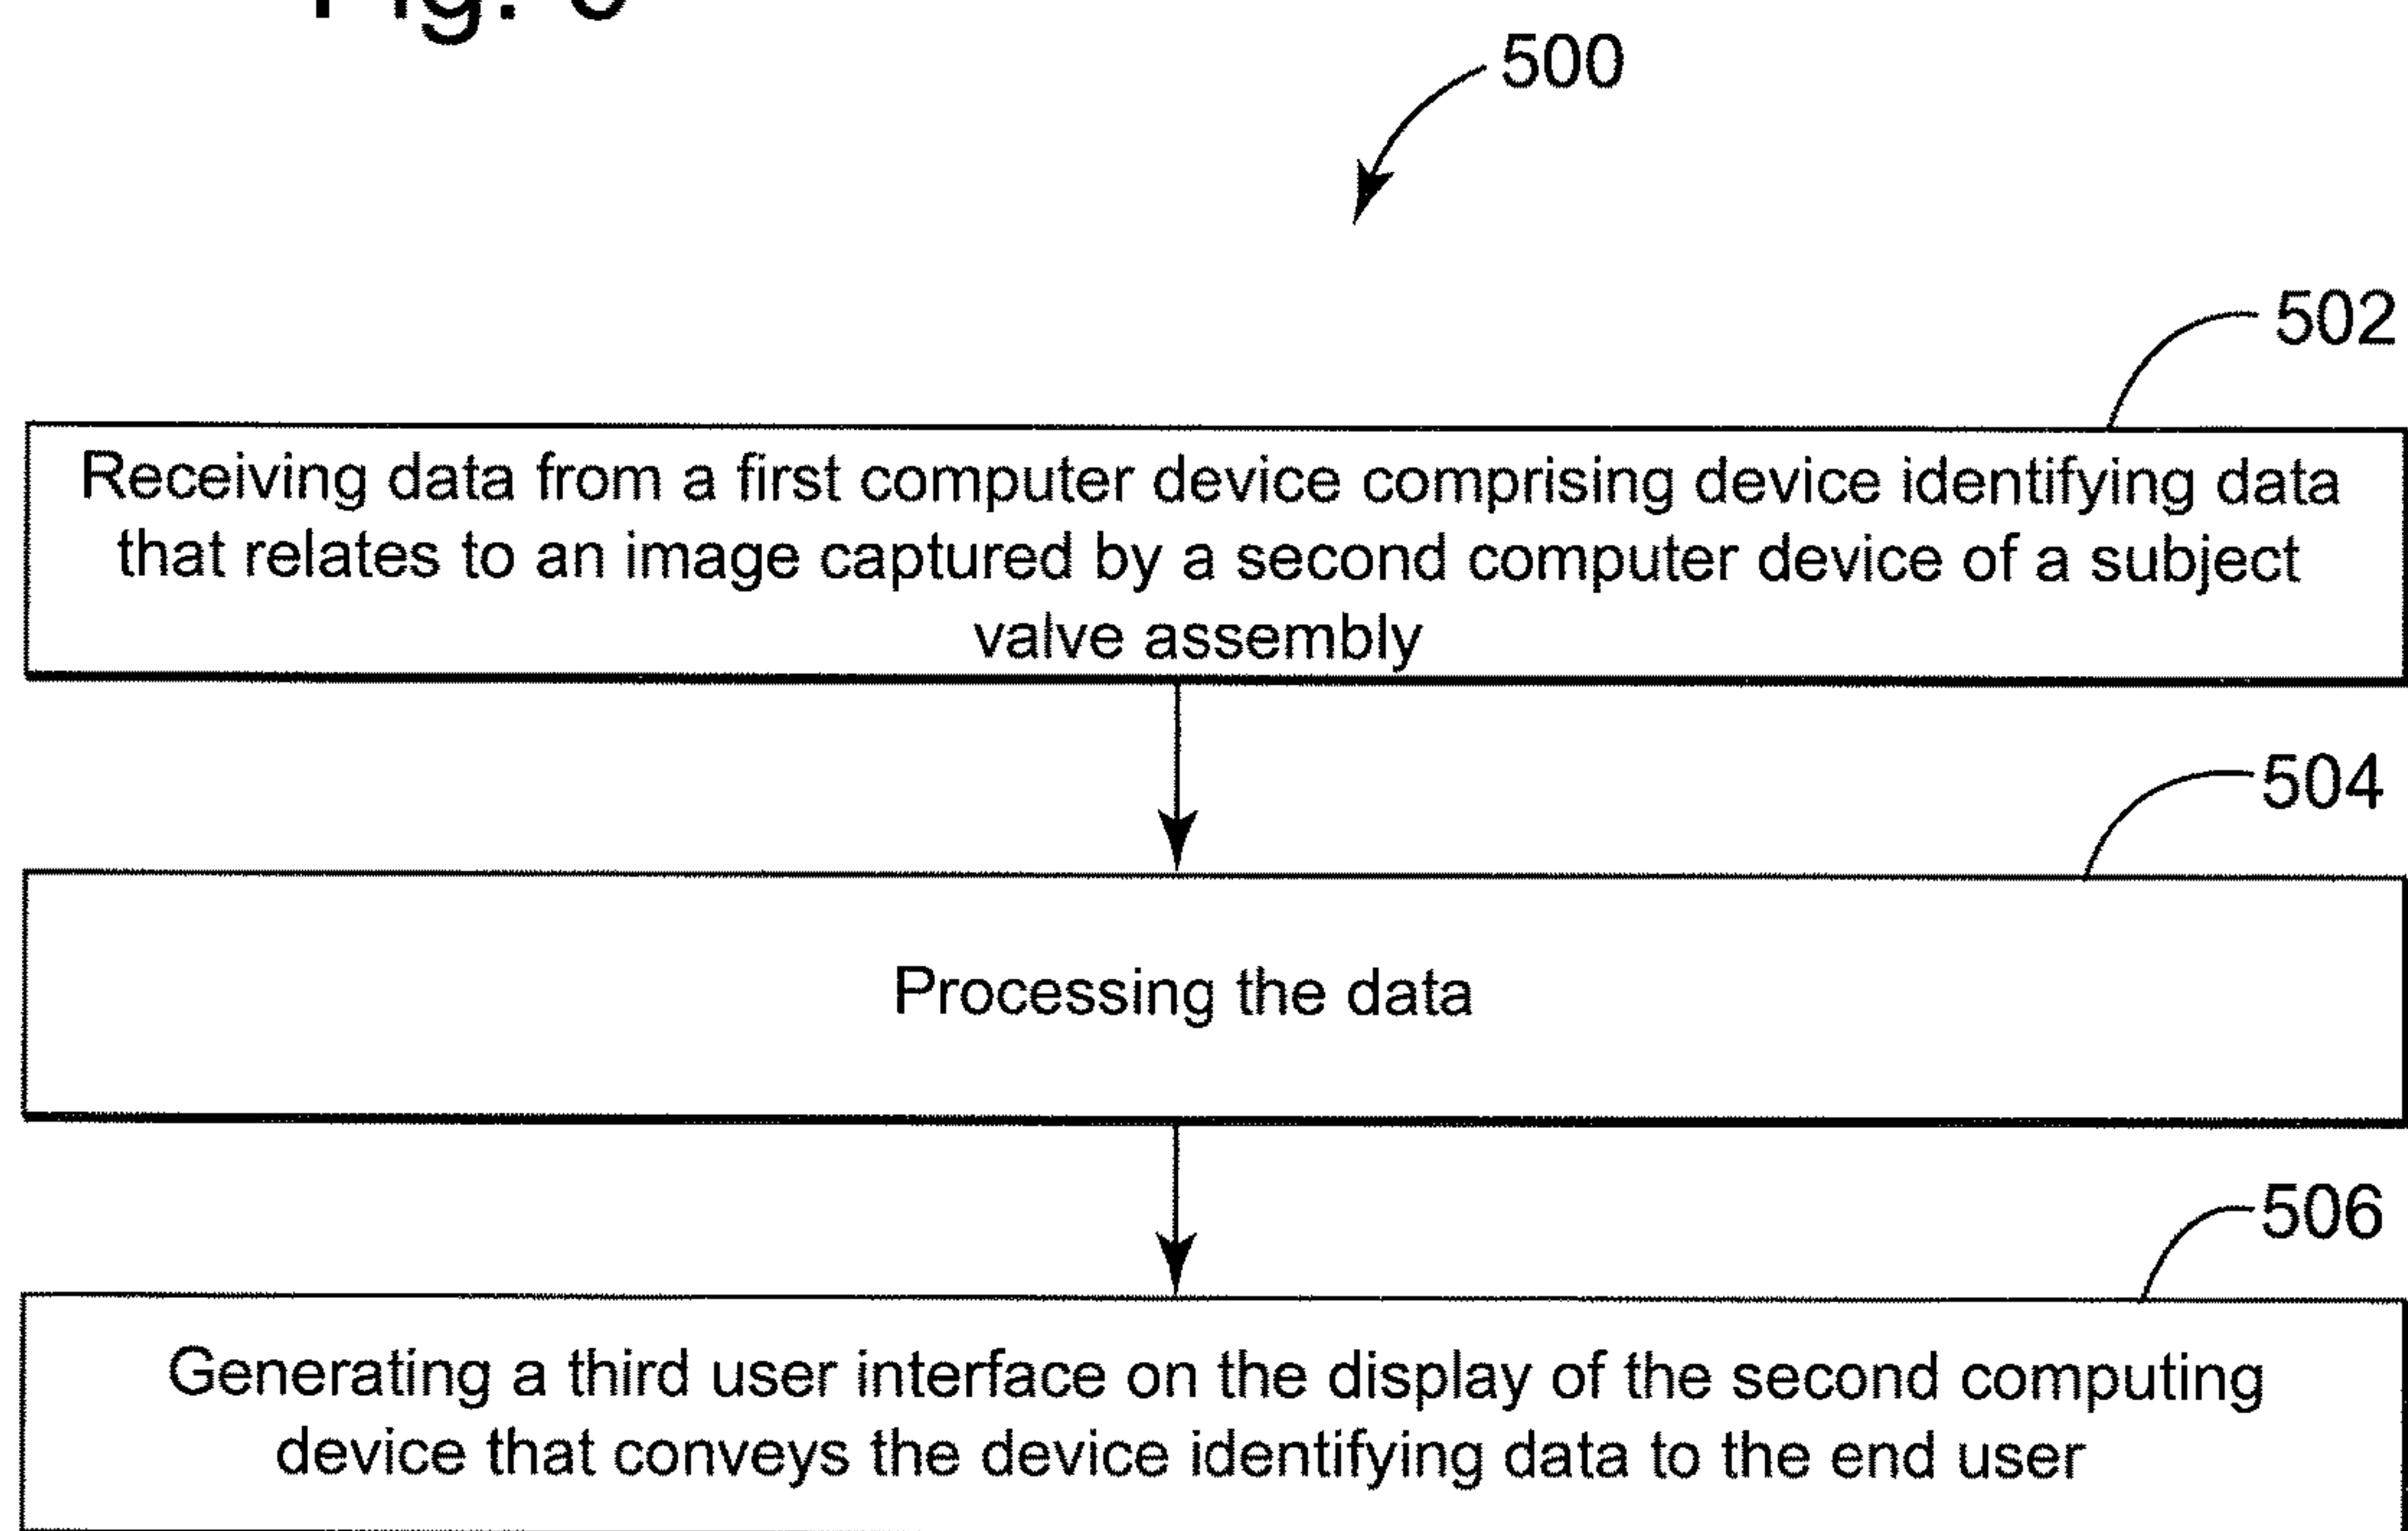 Fig.
500
502
Receiving data from a first computer device comprising device identifying data
that relates to an image captured by a second computer device of a subject
valve assembly
504
Processing the data
506
Generating a third user interface on the display of the second computing
device that conveys the device identifying data to the end user